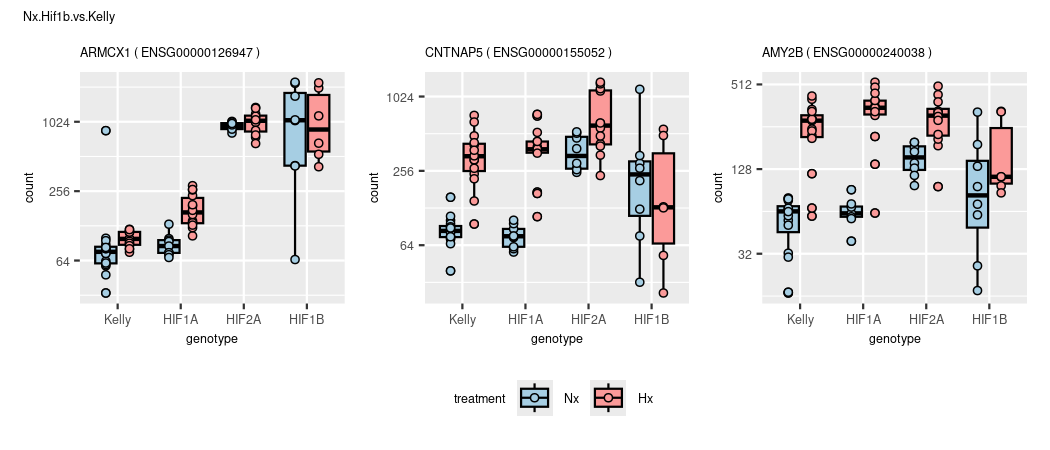 Nx.Hif1b.vs.Kelly
ARMCX1 ( ENSG00000126947 )
count
1024
256
64
Kelly HIF1A HIF2A HIF1B
genotype
CNTNAP5 ( ENSG00000155052 )
count
1024
256
64
Kelly HIF1A HIF2A HIF1B
genotype
AMY2B ( ENSG00000240038 )
count
512
128
32
Kelly HIF1A HIF2A HIF1B
genotype
treatment Nx Hx